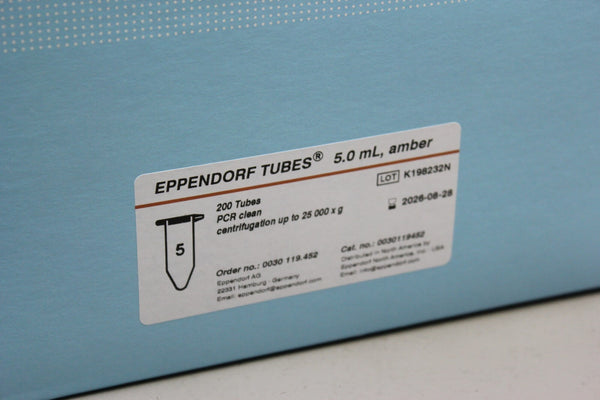 EPPENDORF TUBES® 5.0 mL, amber
200 Tubes
PCR clean
centrifugation up to 25 000 x g
LOT K198232N
2026-08-28
5
Order no.: 0030 119.452
Eppendorf AG
22331 Hamburg · Germany
Email: eppendorf@eppendorf.com
Cat. no.: 0030119452
Distributed in North America by
Eppendorf North America, Inc · USA
Email: info@eppendorf.com